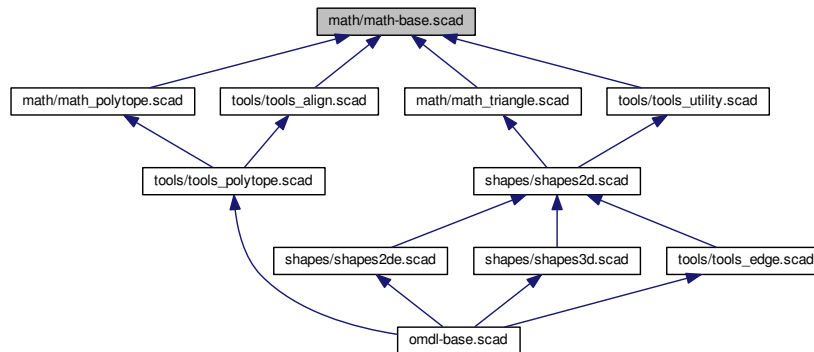 math/math-base.scad
math/math_polytope.scad
tools/tools_align.scad
math/math_triangle.scad
tools/tools_utility.scad
tools/tools_polytope.scad
shapes/shapes2d.scad
shapes/shapes2de.scad
shapes/shapes3d.scad
tools/tools_edge.scad
omdl-base.scad